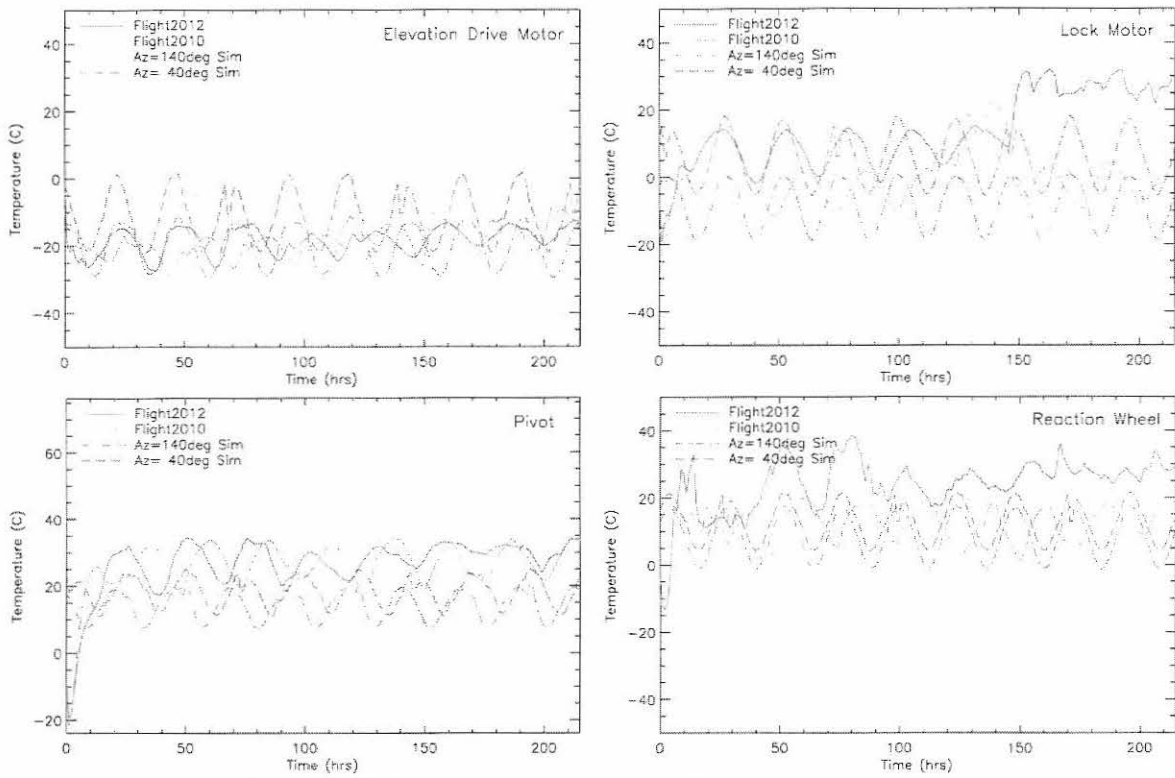 Flight2012
Flight2010
Az=140deg Sim
Az= 40deg Sim
Elevation Drive Motor
Temperature (C)
40
20
0
−20
−40
0
50
100
150
200
Time (hrs)
Flight2012
Flight2010
Az=140deg Sim
Az= 40deg Sim
Lock Motor
Temperature (C)
40
20
0
−20
−40
0
50
100
150
200
Time (hrs)
Flight2012
Flight2010
Az=140deg Sim
Az= 40deg Sim
Pivot
Temperature (C)
60
40
20
0
−20
0
50
100
150
200
Time (hrs)
Flight2012
Flight2010
Az=140deg Sim
Az= 40deg Sim
Reaction Wheel
Temperature (C)
40
20
0
−20
−40
0
50
100
150
200
Time (hrs)